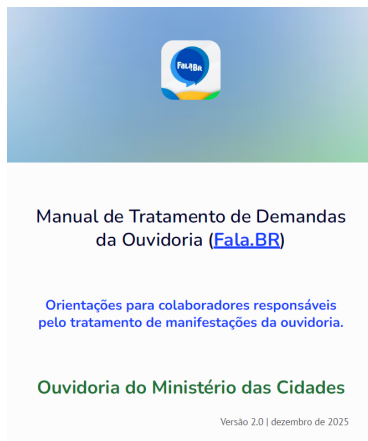 Fala.BR
Manual de Tratamento de Demandas
da Ouvidoria (Fala.BR)
Orientações para colaboradores responsáveis
pelo tratamento de manifestações da ouvidoria.
Ouvidoria do Ministério das Cidades
Versão 2.0 | dezembro de 2025